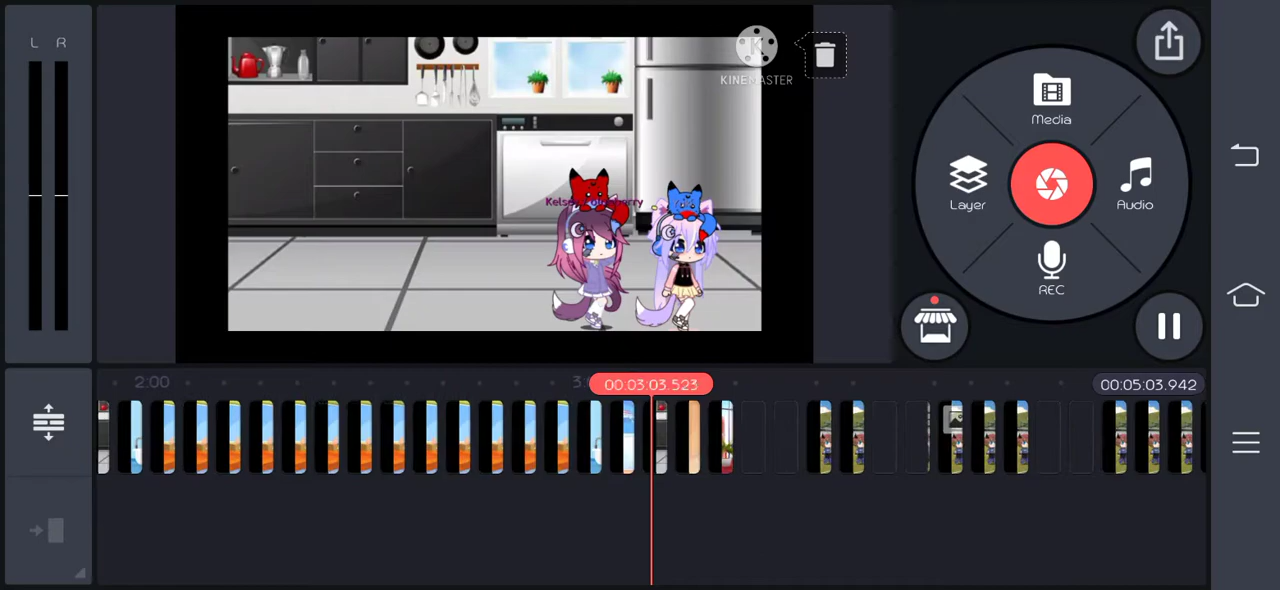 L R
KINEMASTER
Media
Layer
Audio
REC
2:00
00:03:03.523
00:05:03.942